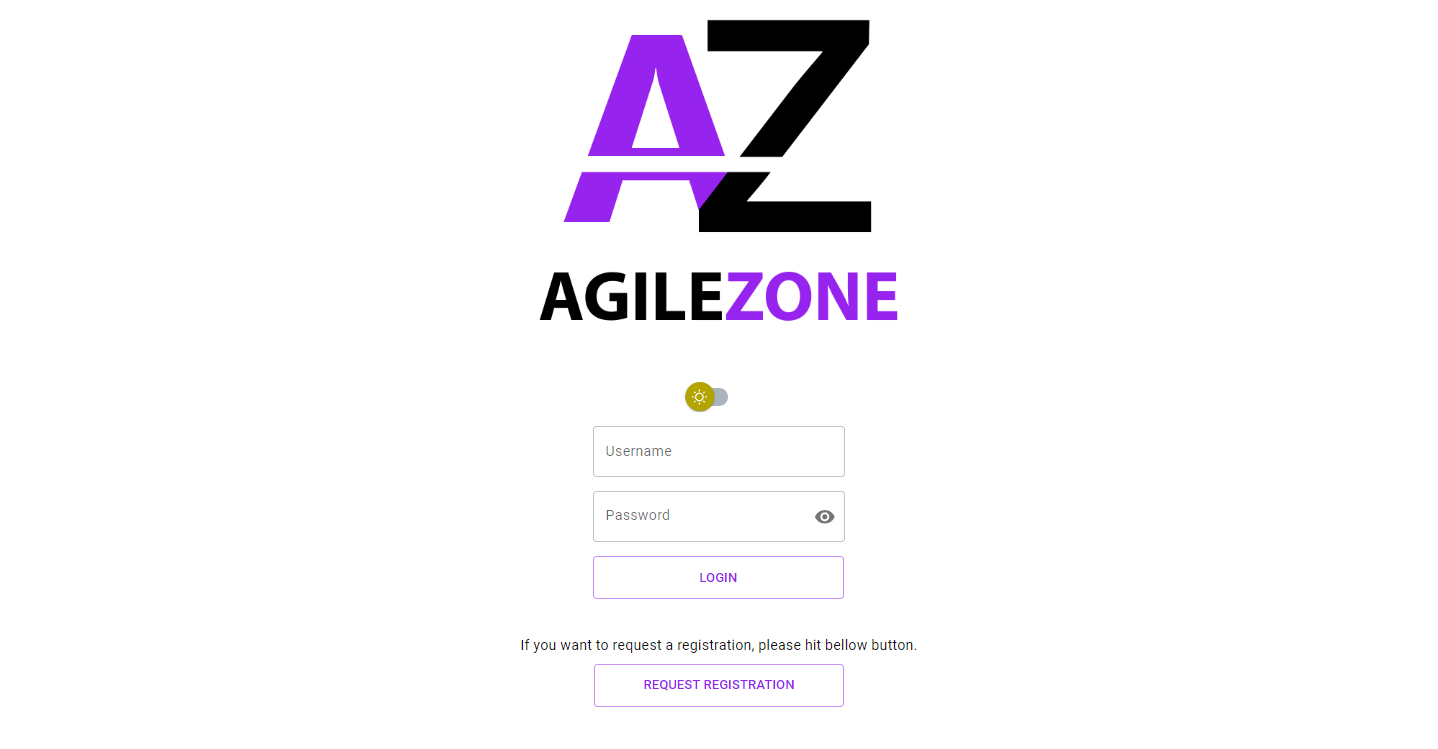 AZ
AGILEZONE
Username
Password
LOGIN
If you want to request a registration, please hit bellow button.
REQUEST REGISTRATION